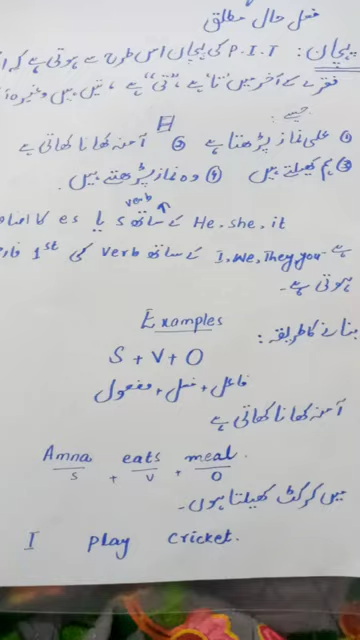 فعل حال مطلق
پہچان: P.I.T کی پہچان اس طرح سے ہوتی ہے کہ
فقرے کے آخر میں "تا ہے، تی ہے، تے ہیں وغیرہ
جیسے:
① علی نماز پڑھتا ہے ② آمنہ کھانا کھاتی ہے
③ ہم کھیلتے ہیں ④ وہ نماز پڑھتے ہیں۔
He, she, it کے ساتھ verb s یا es کا
I, we, They, you کے ساتھ verb کی 1st
ہوتی ہے۔
Examples
بنانے کا طریقہ:
S + V + O
فاعل + فعل + مفعول
آمنہ کھانا کھاتی ہے
Amna eats meal.
S + V + O
میں کرکٹ کھیلتا ہوں۔
I play cricket.